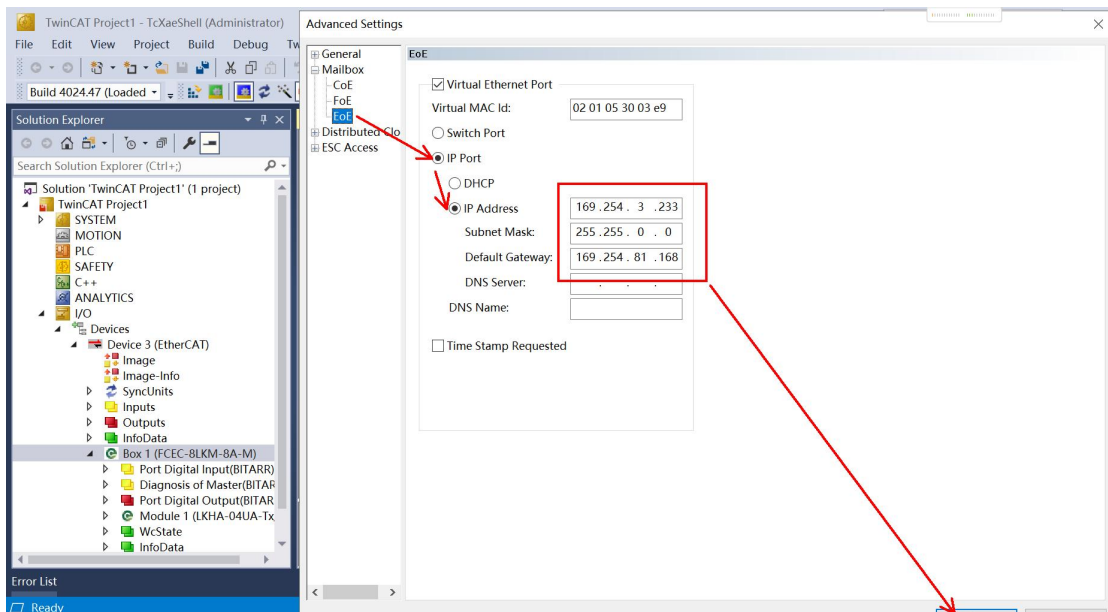 TwinCAT Project1 - TcXaeShell (Administrator)
File Edit View Project Build Debug Tw
Build 4024.47 (Loaded
Solution Explorer
Search Solution Explorer (Ctrl+;)
Solution 'TwinCAT Project1' (1 project)
TwinCAT Project1
SYSTEM
MOTION
PLC
SAFETY
C++
ANALYTICS
I/O
Devices
Device 3 (EtherCAT)
Image
Image-Info
SyncUnits
Inputs
Outputs
InfoData
Box 1 (FCEC-8LKM-8A-M)
Port Digital Input(BITARR)
Diagnosis of Master(BITAR
Port Digital Output(BITAR
Module 1 (LKHA-04UA-Tx
WcState
InfoData
Error List
Ready
Advanced Settings
General
Mailbox
CoE
FoE
EoE
Distributed Clo
ESC Access
EoE
Virtual Ethernet Port
Virtual MAC Id: 02 01 05 30 03 e9
Switch Port
IP Port
DHCP
IP Address 169 .254 . 3 .233
Subnet Mask: 255 .255 . 0 . 0
Default Gateway: 169 .254 . 81 .168
DNS Server: . . .
DNS Name:
Time Stamp Requested